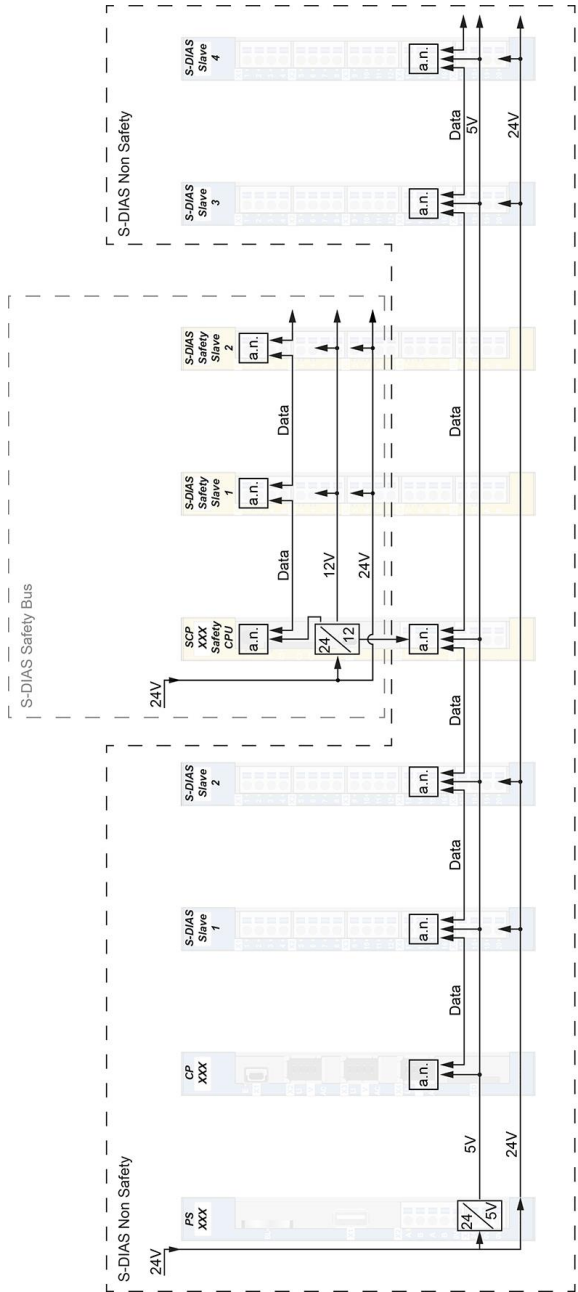 S-DIAS Safety Bus
S-DIAS Non Safety
S-DIAS Non Safety
24V
24V
PS
XXX
CP
XXX
S-DIAS
Slave
1
S-DIAS
Slave
2
SCP
XXX
Safety
CPU
S-DIAS
Safety
Slave
1
S-DIAS
Safety
Slave
2
S-DIAS
Slave
3
S-DIAS
Slave
4
a.n.
a.n.
a.n.
Data
Data
24
12
12V
24V
a.n.
a.n.
a.n.
a.n.
a.n.
a.n.
Data
Data
Data
Data
Data
24
5V
5V
5V
24V
24V